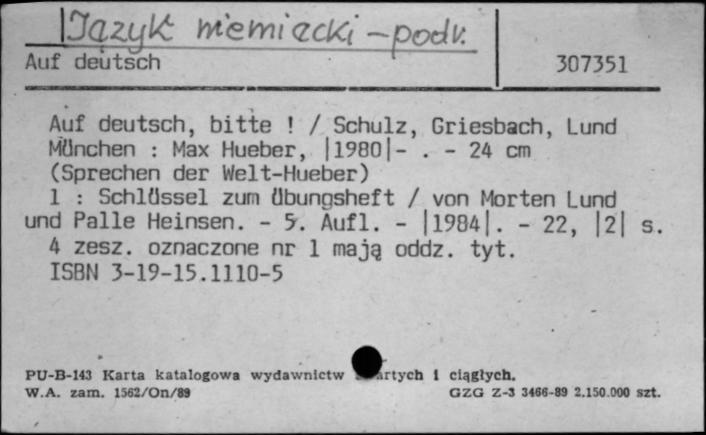 Język niemiecki - podr.
Auf deutsch 307351
Auf deutsch, bitte ! / Schulz, Griesbach, Lund
München : Max Hueber, |1980|- . - 24 cm
(Sprechen der Welt-Hueber)
1 : Schlüssel zum Übungsheft / von Morten Lund
und Palle Heinsen. - 5. Aufl. - |1984|. - 22, |2| s.
4 zesz. oznaczone nr 1 mają oddz. tyt.
ISBN 3-19-15.1110-5
PU-B-143 Karta katalogowa wydawnictw artych i ciągłych.
W.A. zam. 1562/On/89 GZG Z-3 3466-89 2.150.000 szt.